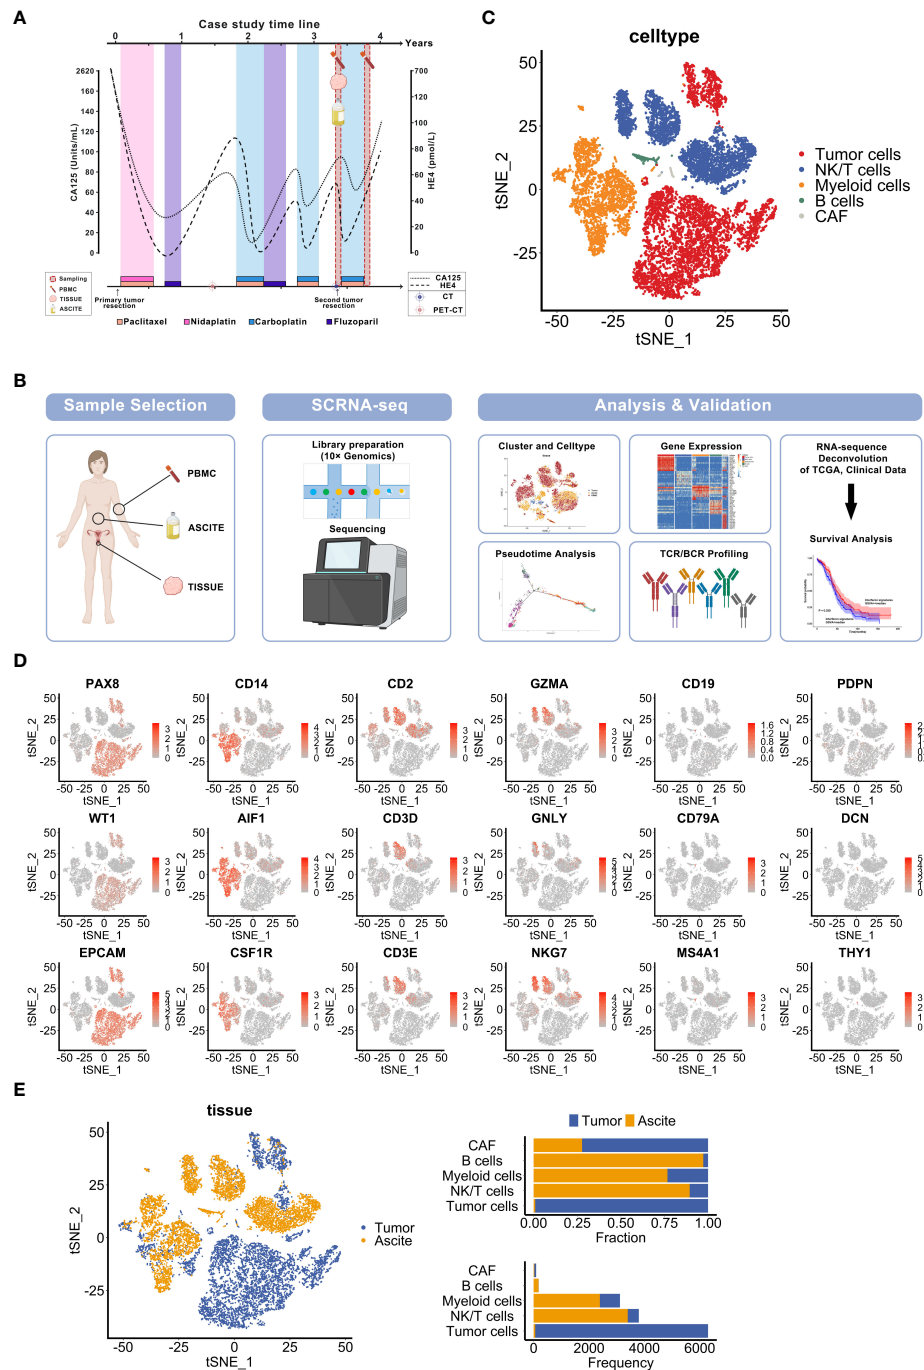 A
Case study time line
0 1 2 3 4 Years
2620
160
140
120
100
80
60
40
20
0
CA125 (Units/mL)
700
120
100
80
60
40
20
0
HE4 (pmol/L)
Sampling
PBMC
TISSUE
ASCITE
Primary tumor
resection
Second tumor
resection
CA125
HE4
CT
PET-CT
Paclitaxel Nidaplatin Carboplatin Fluzoparil
C
celltype
50
25
0
-25
tSNE_2
-50 -25 0 25 50
tSNE_1
Tumor cells
NK/T cells
Myeloid cells
B cells
CAF
B
Sample Selection
PBMC
ASCITE
TISSUE
SCRNA-seq
Library preparation
(10× Genomics)
Sequencing
Analysis & Validation
Cluster and Celltype
Gene Expression
Pseudotime Analysis
TCR/BCR Profiling
RNA-sequence
Deconvolution
of TCGA, Clinical Data
Survival Analysis
D
PAX8 CD14 CD2 GZMA CD19 PDPN
WT1 AIF1 CD3D GNLY CD79A DCN
EPCAM CSF1R CD3E NKG7 MS4A1 THY1
tSNE_2
50
25
0
-25
-50 -25 0 25 50
tSNE_1
E
tissue
50
25
0
-25
tSNE_2
-50 -25 0 25 50
tSNE_1
Tumor
Ascite
Tumor Ascite
CAF
B cells
Myeloid cells
NK/T cells
Tumor cells
0.00 0.25 0.50 0.75 1.00
Fraction
CAF
B cells
Myeloid cells
NK/T cells
Tumor cells
0 2000 4000 6000
Frequency